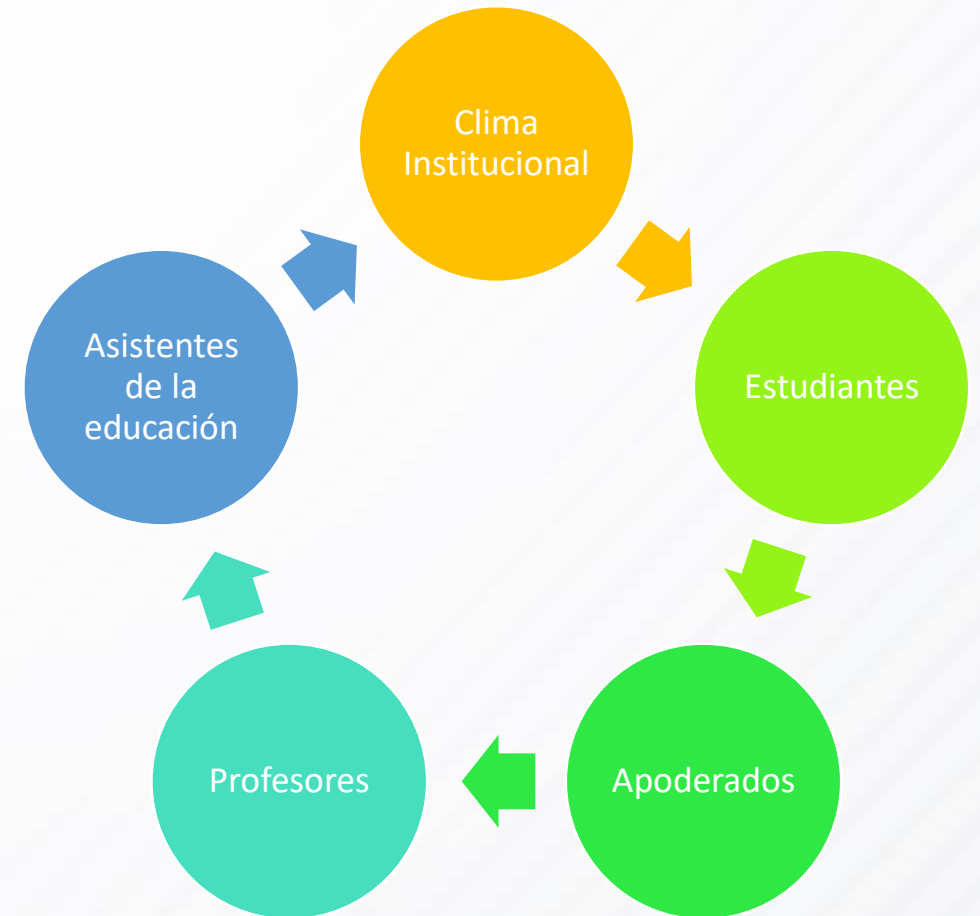 Clima
Institucional
Estudiantes
Apoderados
Profesores
Asistentes
de la
educación